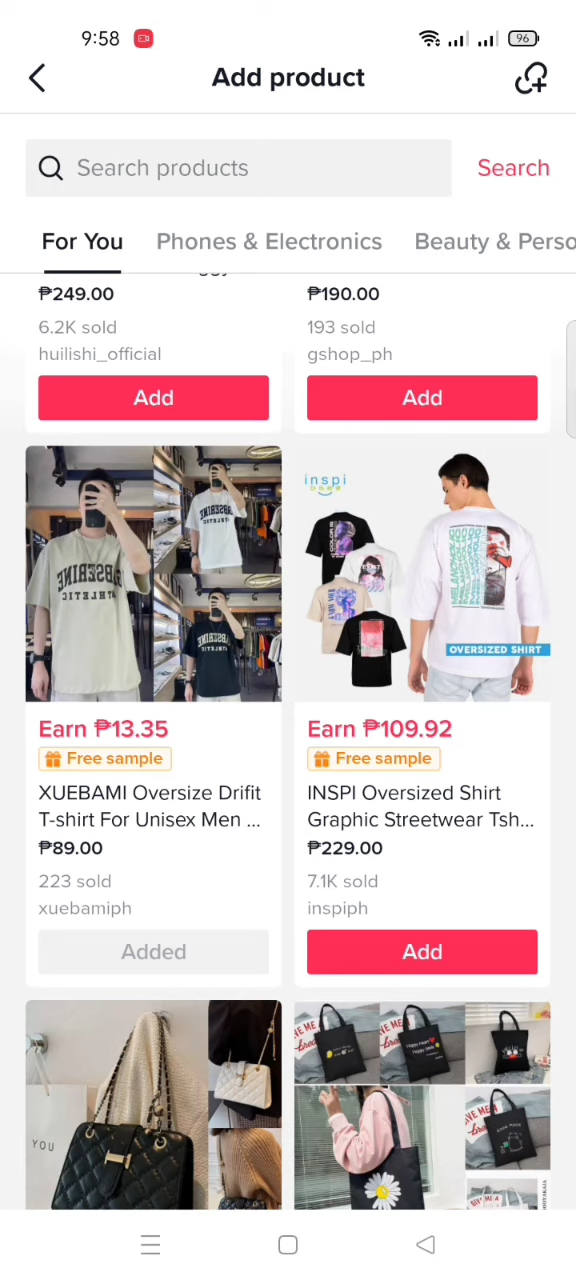 9:58
96
Add product
Search products
Search
For You
Phones & Electronics
Beauty & Perso
₱249.00
₱190.00
6.2K sold
193 sold
huilishi_official
gshop_ph
Add
Add
inspi
OVERSIZED SHIRT
Earn ₱13.35
Earn ₱109.92
Free sample
Free sample
XUEBAMI Oversize Drifit
T-shirt For Unisex Men ...
INSPI Oversized Shirt
Graphic Streetwear Tsh...
₱89.00
₱229.00
223 sold
7.1K sold
xuebamiph
inspiph
Added
Add
YOU